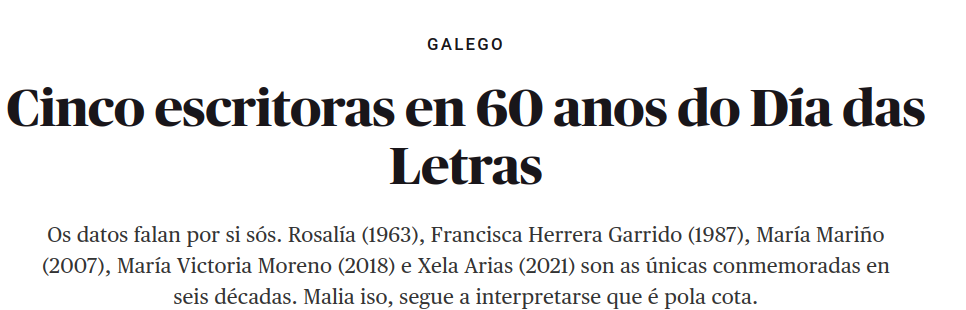 GALEGO
Cinco escritoras en 60 anos do Día das
Letras
Os datos falan por si sós. Rosalía (1963), Francisca Herrera Garrido (1987), María Mariño
(2007), María Victoria Moreno (2018) e Xela Arias (2021) son as únicas conmemoradas en
seis décadas. Malia iso, segue a interpretarse que é pola cota.